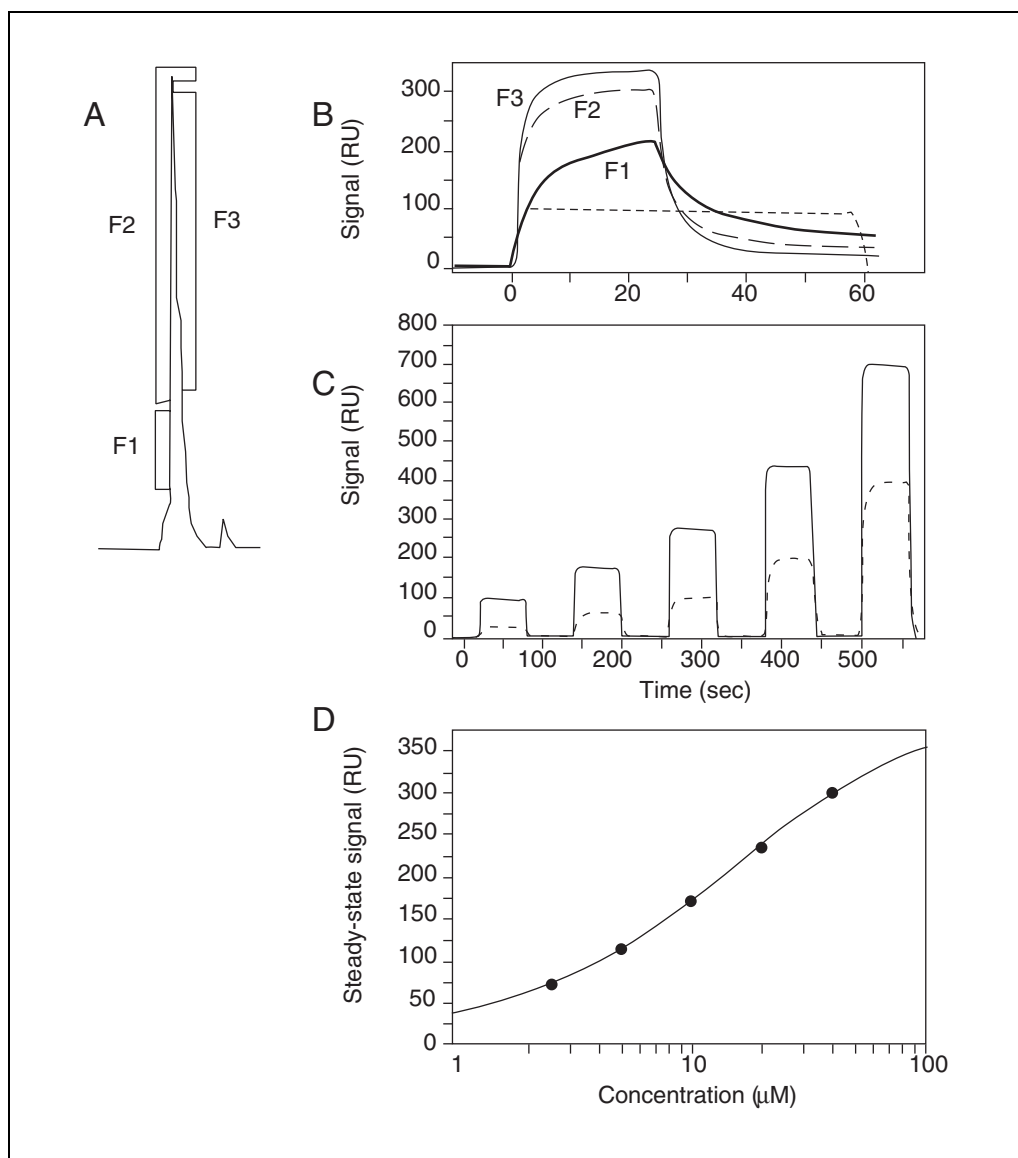 A
F2
F3
F1
B
Signal (RU)
300
200
100
0
F3
F2
F1
0 20 40 60
C
Signal (RU)
800
700
600
500
400
300
200
100
0
0 100 200 300 400 500
Time (sec)
D
Steady-state signal (RU)
350
300
250
200
150
100
50
0
1 10 100
Concentration (μM)